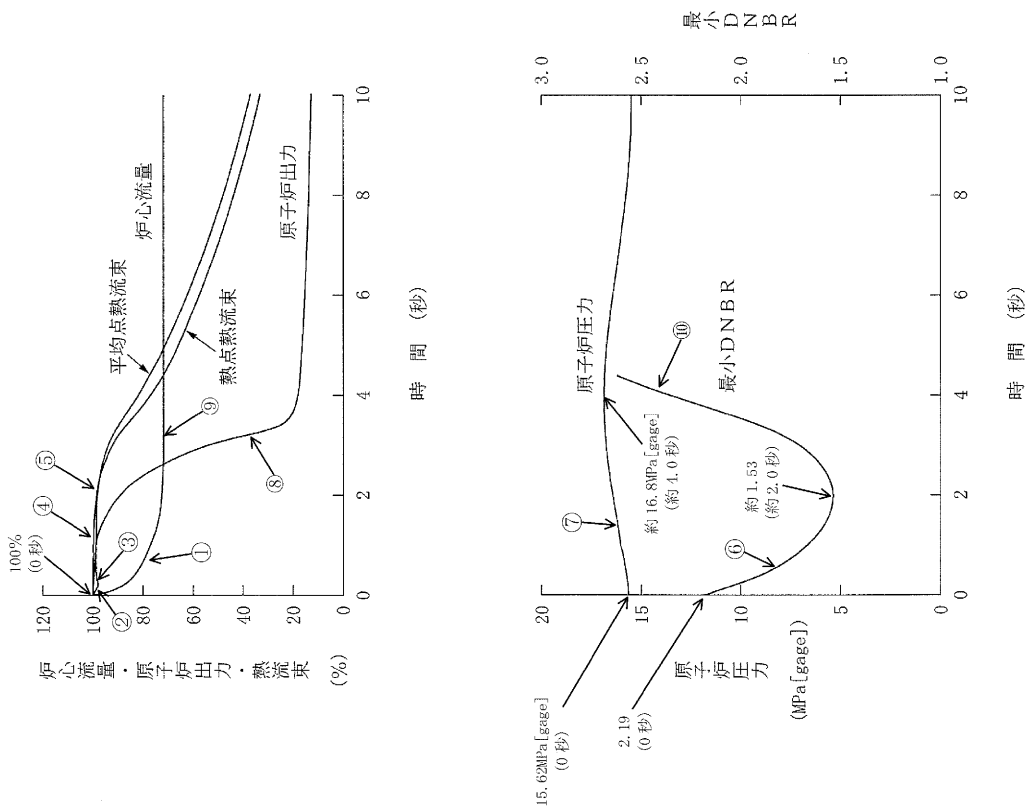 炉心流量・原子炉出力・熱流束
(%)
120
100
80
60
40
20
0
100%
(0秒)
①
②
③
④
⑤
⑧
⑨
平均点熱流束
炉心流量
熱点熱流束
原子炉出力
0
2
4
6
8
10
時間 (秒)
原子炉圧力
(MPa[gage])
20
15
10
5
0
15.62MPa[gage]
(0秒)
2.19
(0秒)
⑥
⑦
⑩
約16.8MPa[gage]
(約4.0秒)
約1.53
(約2.0秒)
原子炉圧力
最小DNBR
3.0
2.5
2.0
1.5
1.0
最小DNBR
0
2
4
6
8
10
時間 (秒)